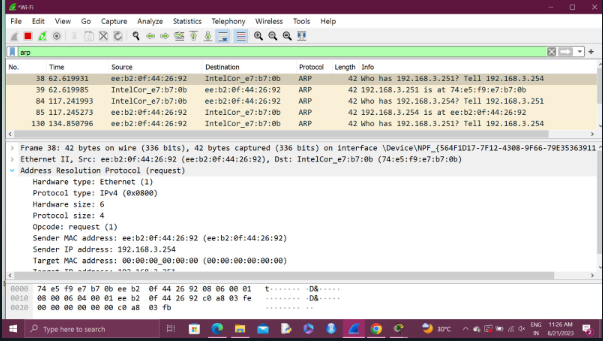 *Wi-Fi
File Edit View Go Capture Analyze Statistics Telephony Wireless Tools Help
arp
No. Time Source Destination Protocol Length Info
38 62.619931 ee:b2:0f:44:26:92 IntelCor_e7:b7:0b ARP 42 Who has 192.168.3.251? Tell 192.168.3.254
39 62.619985 IntelCor_e7:b7:0b ee:b2:0f:44:26:92 ARP 42 192.168.3.251 is at 74:e5:f9:e7:b7:0b
84 117.241993 IntelCor_e7:b7:0b ee:b2:0f:44:26:92 ARP 42 Who has 192.168.3.254? Tell 192.168.3.251
85 117.245273 ee:b2:0f:44:26:92 IntelCor_e7:b7:0b ARP 42 192.168.3.254 is at ee:b2:0f:44:26:92
130 134.850796 ee:b2:0f:44:26:92 IntelCor_e7:b7:0b ARP 42 Who has 192.168.3.251? Tell 192.168.3.254
Frame 38: 42 bytes on wire (336 bits), 42 bytes captured (336 bits) on interface \Device\NPF_{564F1D17-7F12-4308-9F66-79E35363911
Ethernet II, Src: ee:b2:0f:44:26:92 (ee:b2:0f:44:26:92), Dst: IntelCor_e7:b7:0b (74:e5:f9:e7:b7:0b)
Address Resolution Protocol (request)
Hardware type: Ethernet (1)
Protocol type: IPv4 (0x0800)
Hardware size: 6
Protocol size: 4
Opcode: request (1)
Sender MAC address: ee:b2:0f:44:26:92 (ee:b2:0f:44:26:92)
Sender IP address: 192.168.3.254
Target MAC address: 00:00:00_00:00:00 (00:00:00:00:00:00)
Target IP address: 192.168.3.251
0000 74 e5 f9 e7 b7 0b ee b2 0f 44 26 92 08 06 00 01 t······· ·D&·····
0010 08 00 06 04 00 01 ee b2 0f 44 26 92 c0 a8 03 fe ········ ·D&·····
0020 00 00 00 00 00 00 c0 a8 03 fb ········ ··
Type here to search
30°C
ENG 11:26 AM
IN 8/21/2023